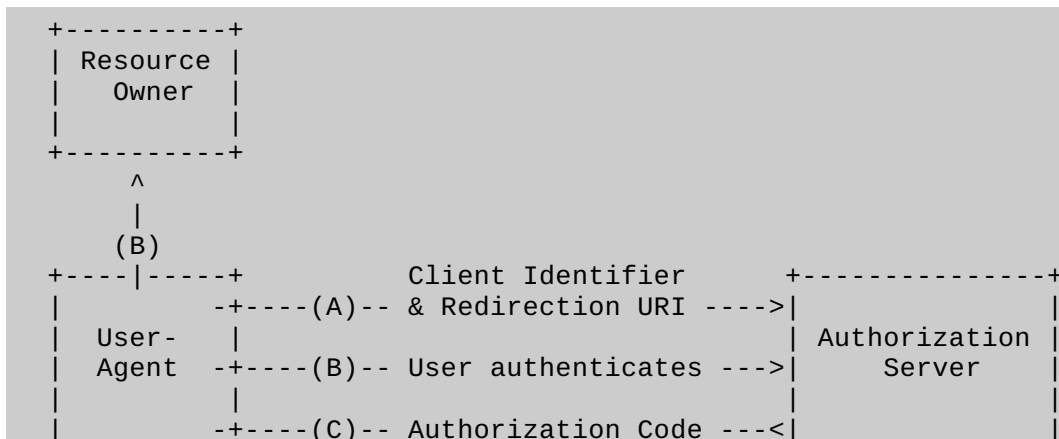 +----------+
| Resource |
|   Owner  |
|          |
+----------+
     ^
     |
    (B)
+----|-----+          Client Identifier      +---------------+
|         -+----(A)-- & Redirection URI ---->|               |
|  User-   |                                 | Authorization |
|  Agent  -+----(B)-- User authenticates --->|     Server    |
|          |                                 |               |
|         -+----(C)-- Authorization Code ---<|               |